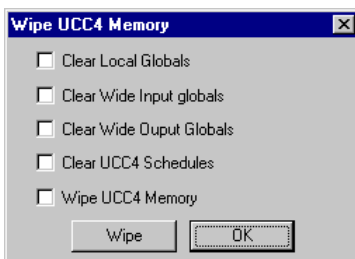 Wipe UCC4 Memory
Clear Local Globals
Clear Wide Input globals
Clear Wide Ouput Globals
Clear UCC4 Schedules
Wipe UCC4 Memory
Wipe OK